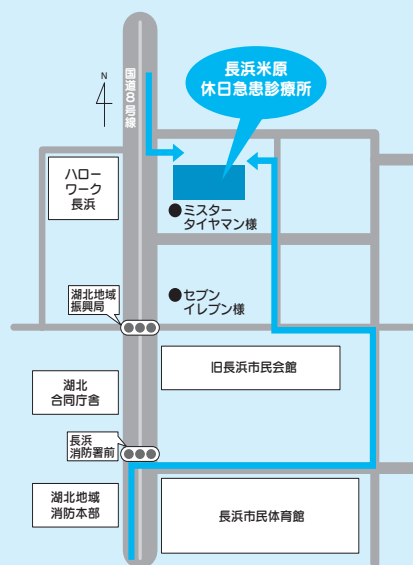 長浜米原
休日急患診療所
N
国道8号線
ハロー
ワーク
長浜
●ミスター
タイヤマン様
湖北地域
振興局
●セブン
イレブン様
旧長浜市民会館
湖北
合同庁舎
長浜
消防署前
湖北地域
消防本部
長浜市民体育館